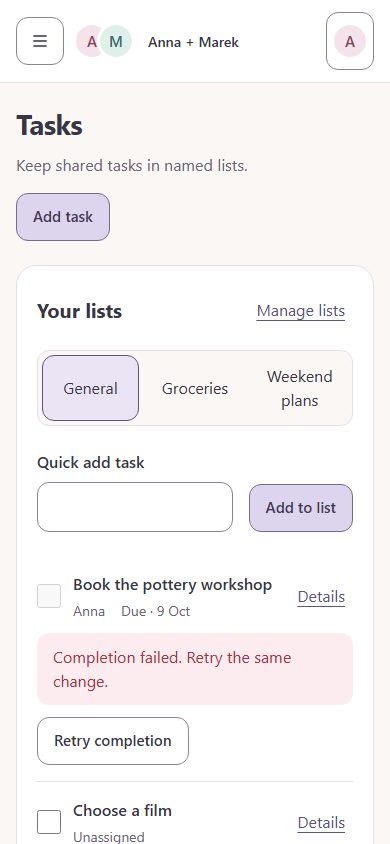 A M Anna + Marek A
Tasks
Keep shared tasks in named lists.
Add task
Your lists Manage lists
General Groceries Weekend
plans
Quick add task
Add to list
Book the pottery workshop
Anna Due · 9 Oct
Details
Completion failed. Retry the same
change.
Retry completion
Choose a film
Unassigned
Details